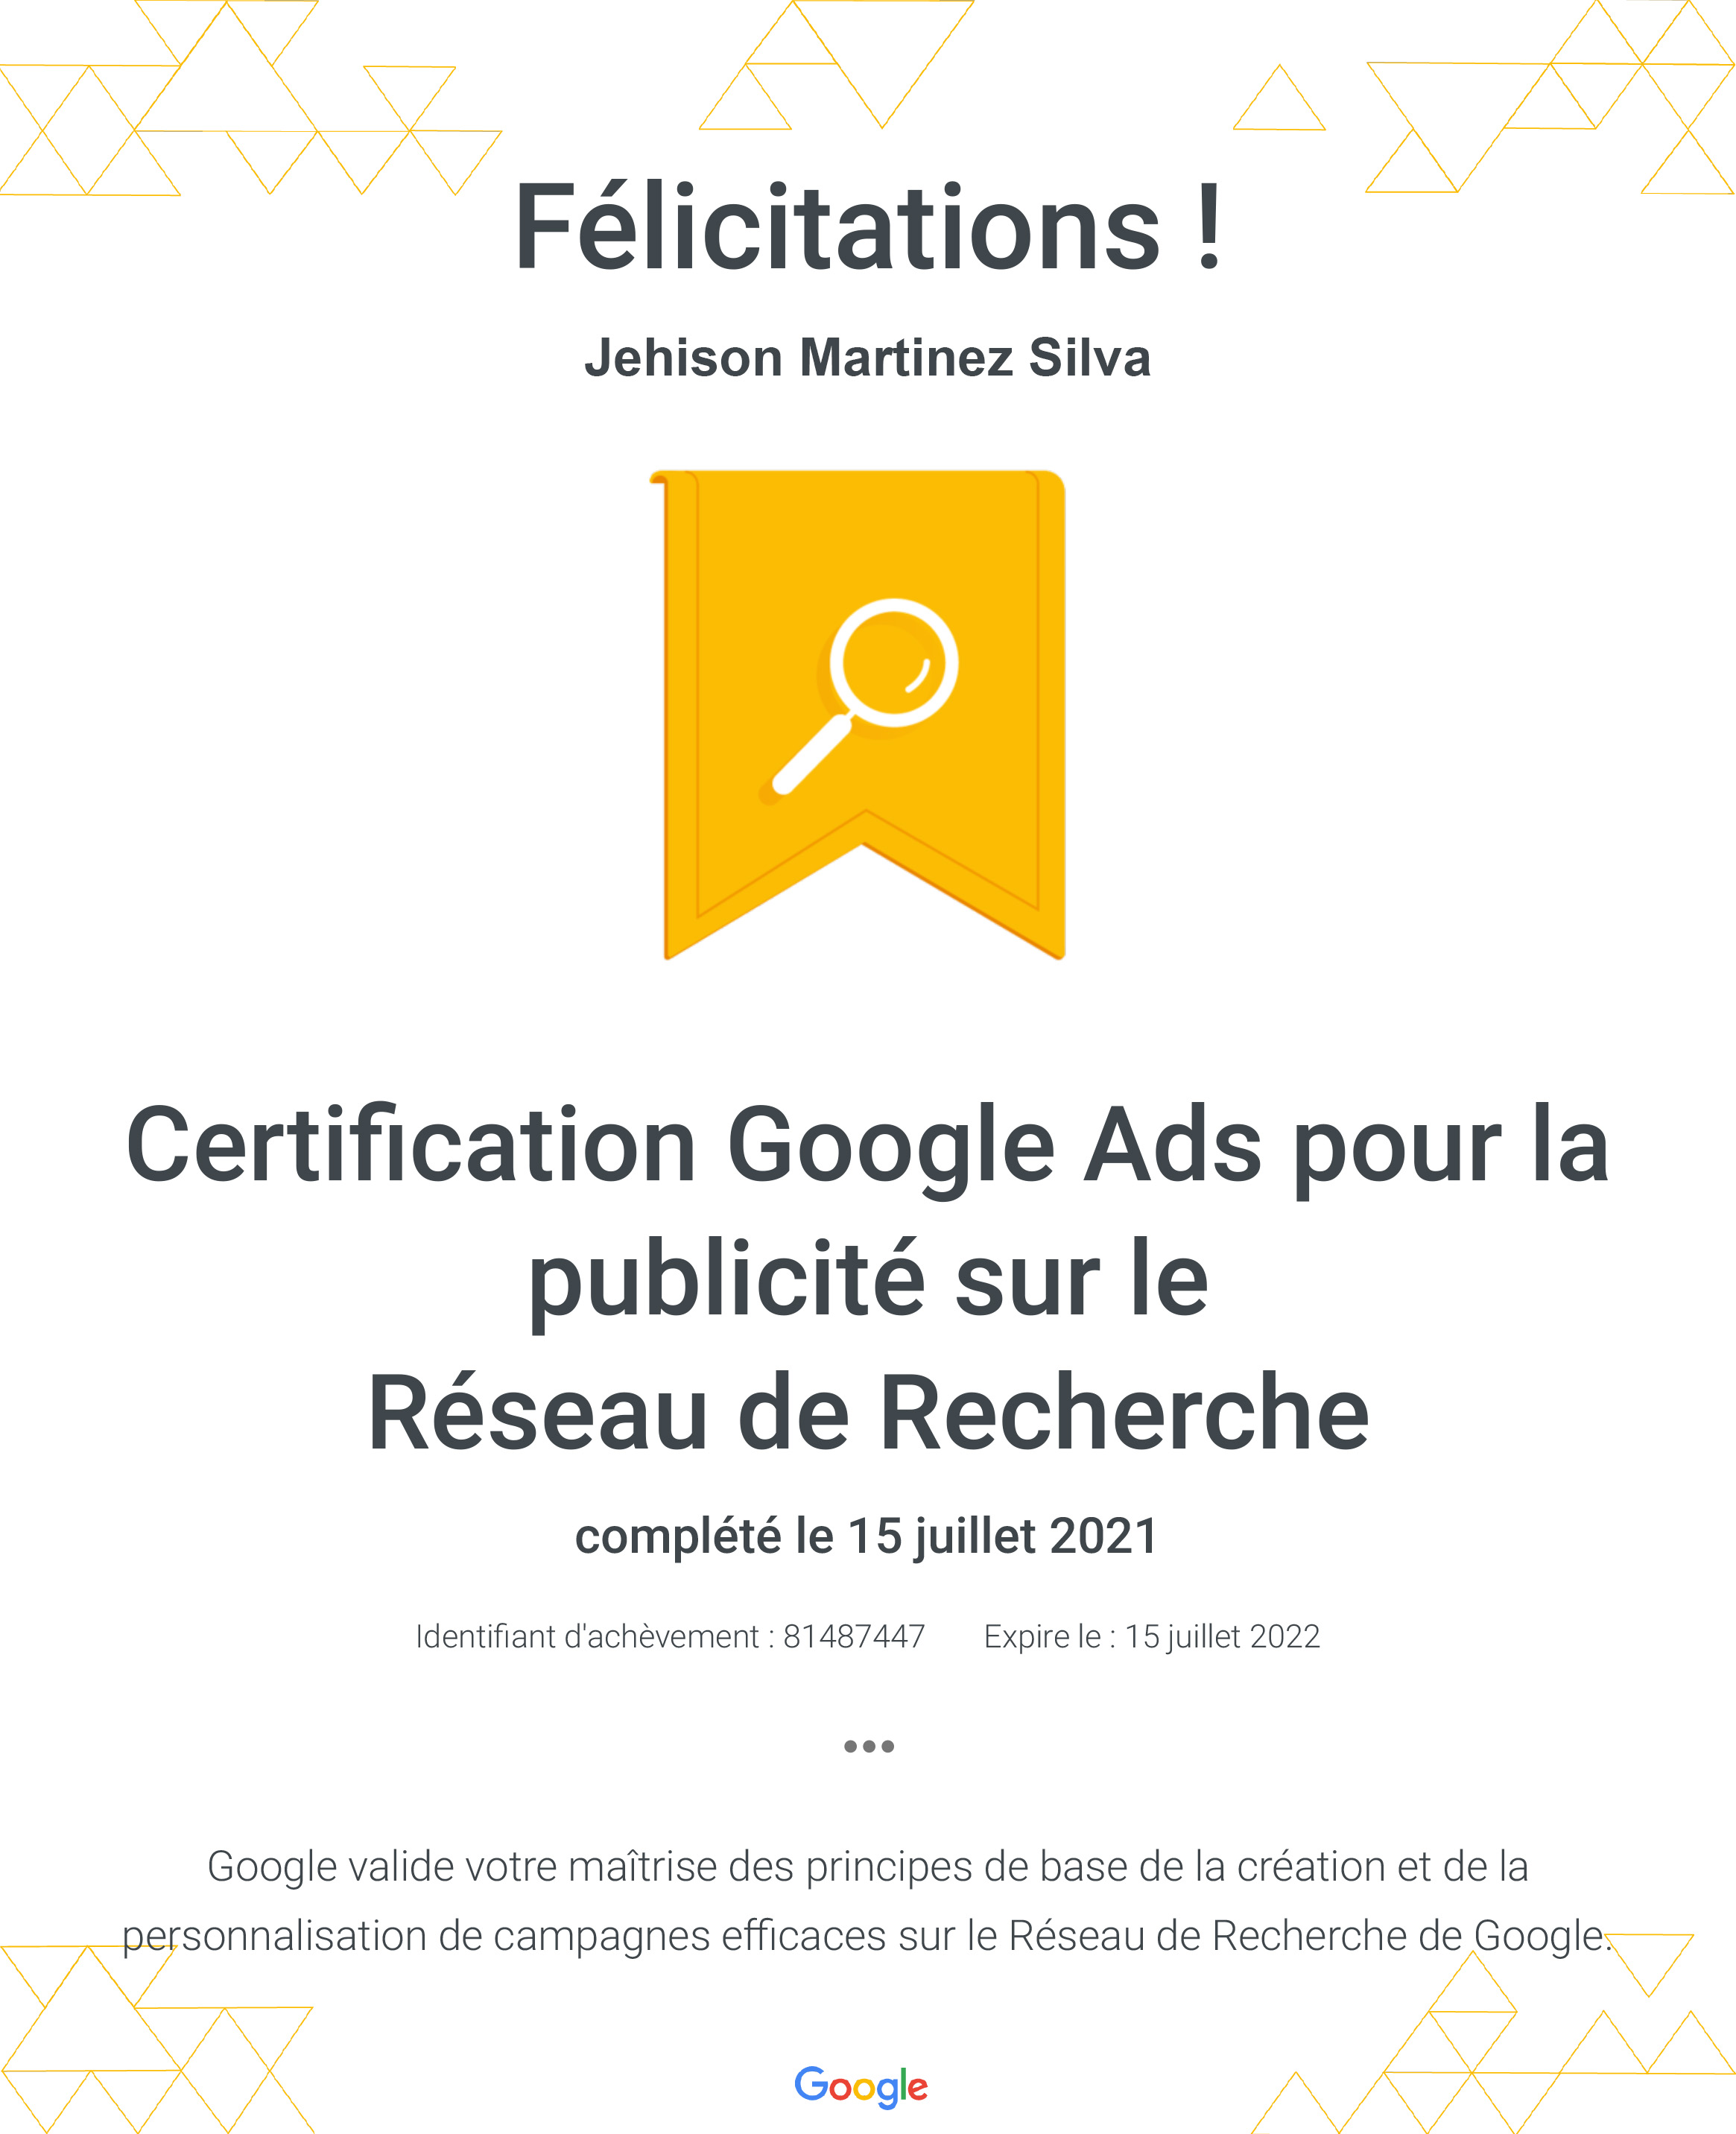 Félicitations !
Jehison Martinez Silva
Certification Google Ads pour la
publicité sur le
Réseau de Recherche
complété le 15 juillet 2021
Identifiant d'achèvement : 81487447 Expire le : 15 juillet 2022
Google valide votre maîtrise des principes de base de la création et de la
personnalisation de campagnes efficaces sur le Réseau de Recherche de Google.
Google